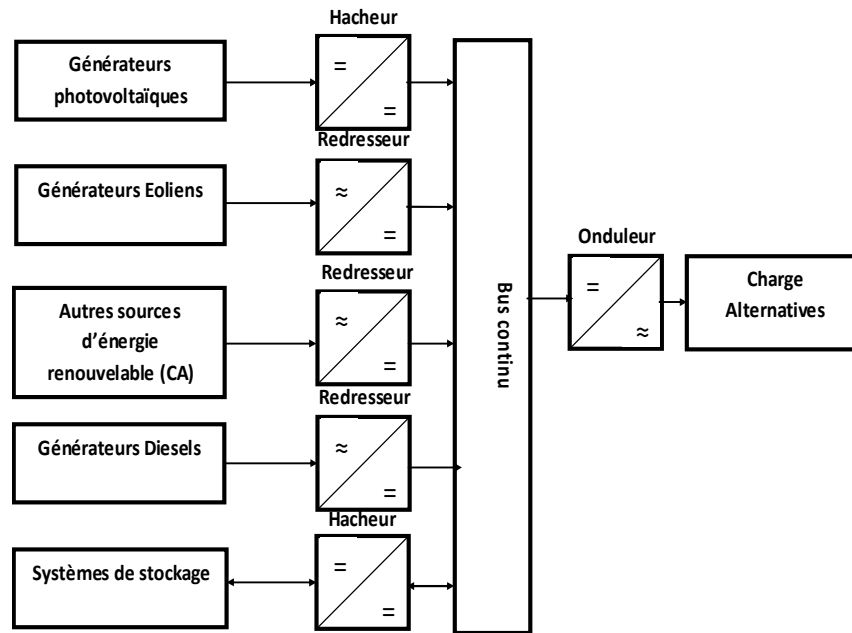 Hacheur
Générateurs
photovoltaïques
=
=
Redresseur
Générateurs Eoliens
≈
=
Redresseur
Autres sources
d'énergie
renouvelable (CA)
≈
=
Redresseur
Générateurs Diesels
≈
=
Hacheur
Systèmes de stockage
=
=
Bus continu
Onduleur
=
≈
Charge
Alternatives